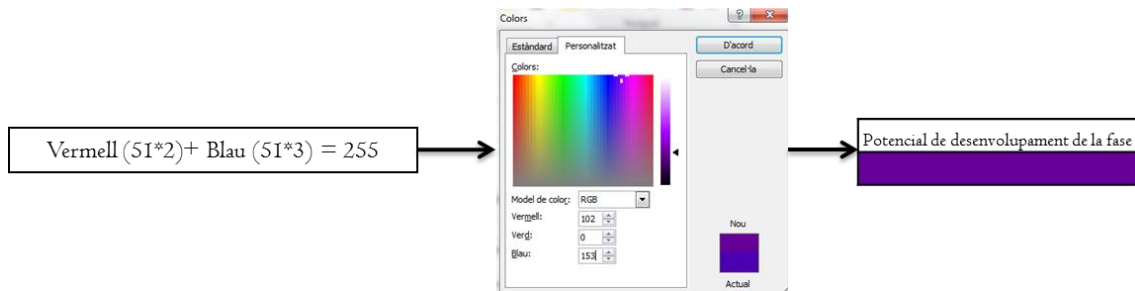 Vermell (51*2)+ Blau (51*3) = 255
Colors
Estàndard Personalitzat
Colors:
Model de color: RGB
Vermell: 102
Verd: 0
Blau: 153
D'acord
Cancel·la
Nou
Actual
Potencial de desenvolupament de la fase